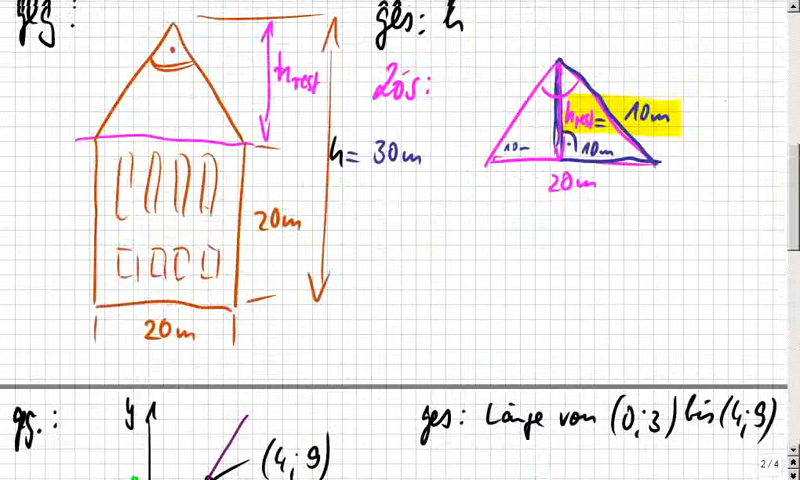 geg:
ges: h
Lös:
h_rest
h = 30m
20m
20m
h_rest = 10m
10m
10m
20m
gg.:
y
(4; 9)
ges: Länge von (0; 3) bis (4; 9)
2/4